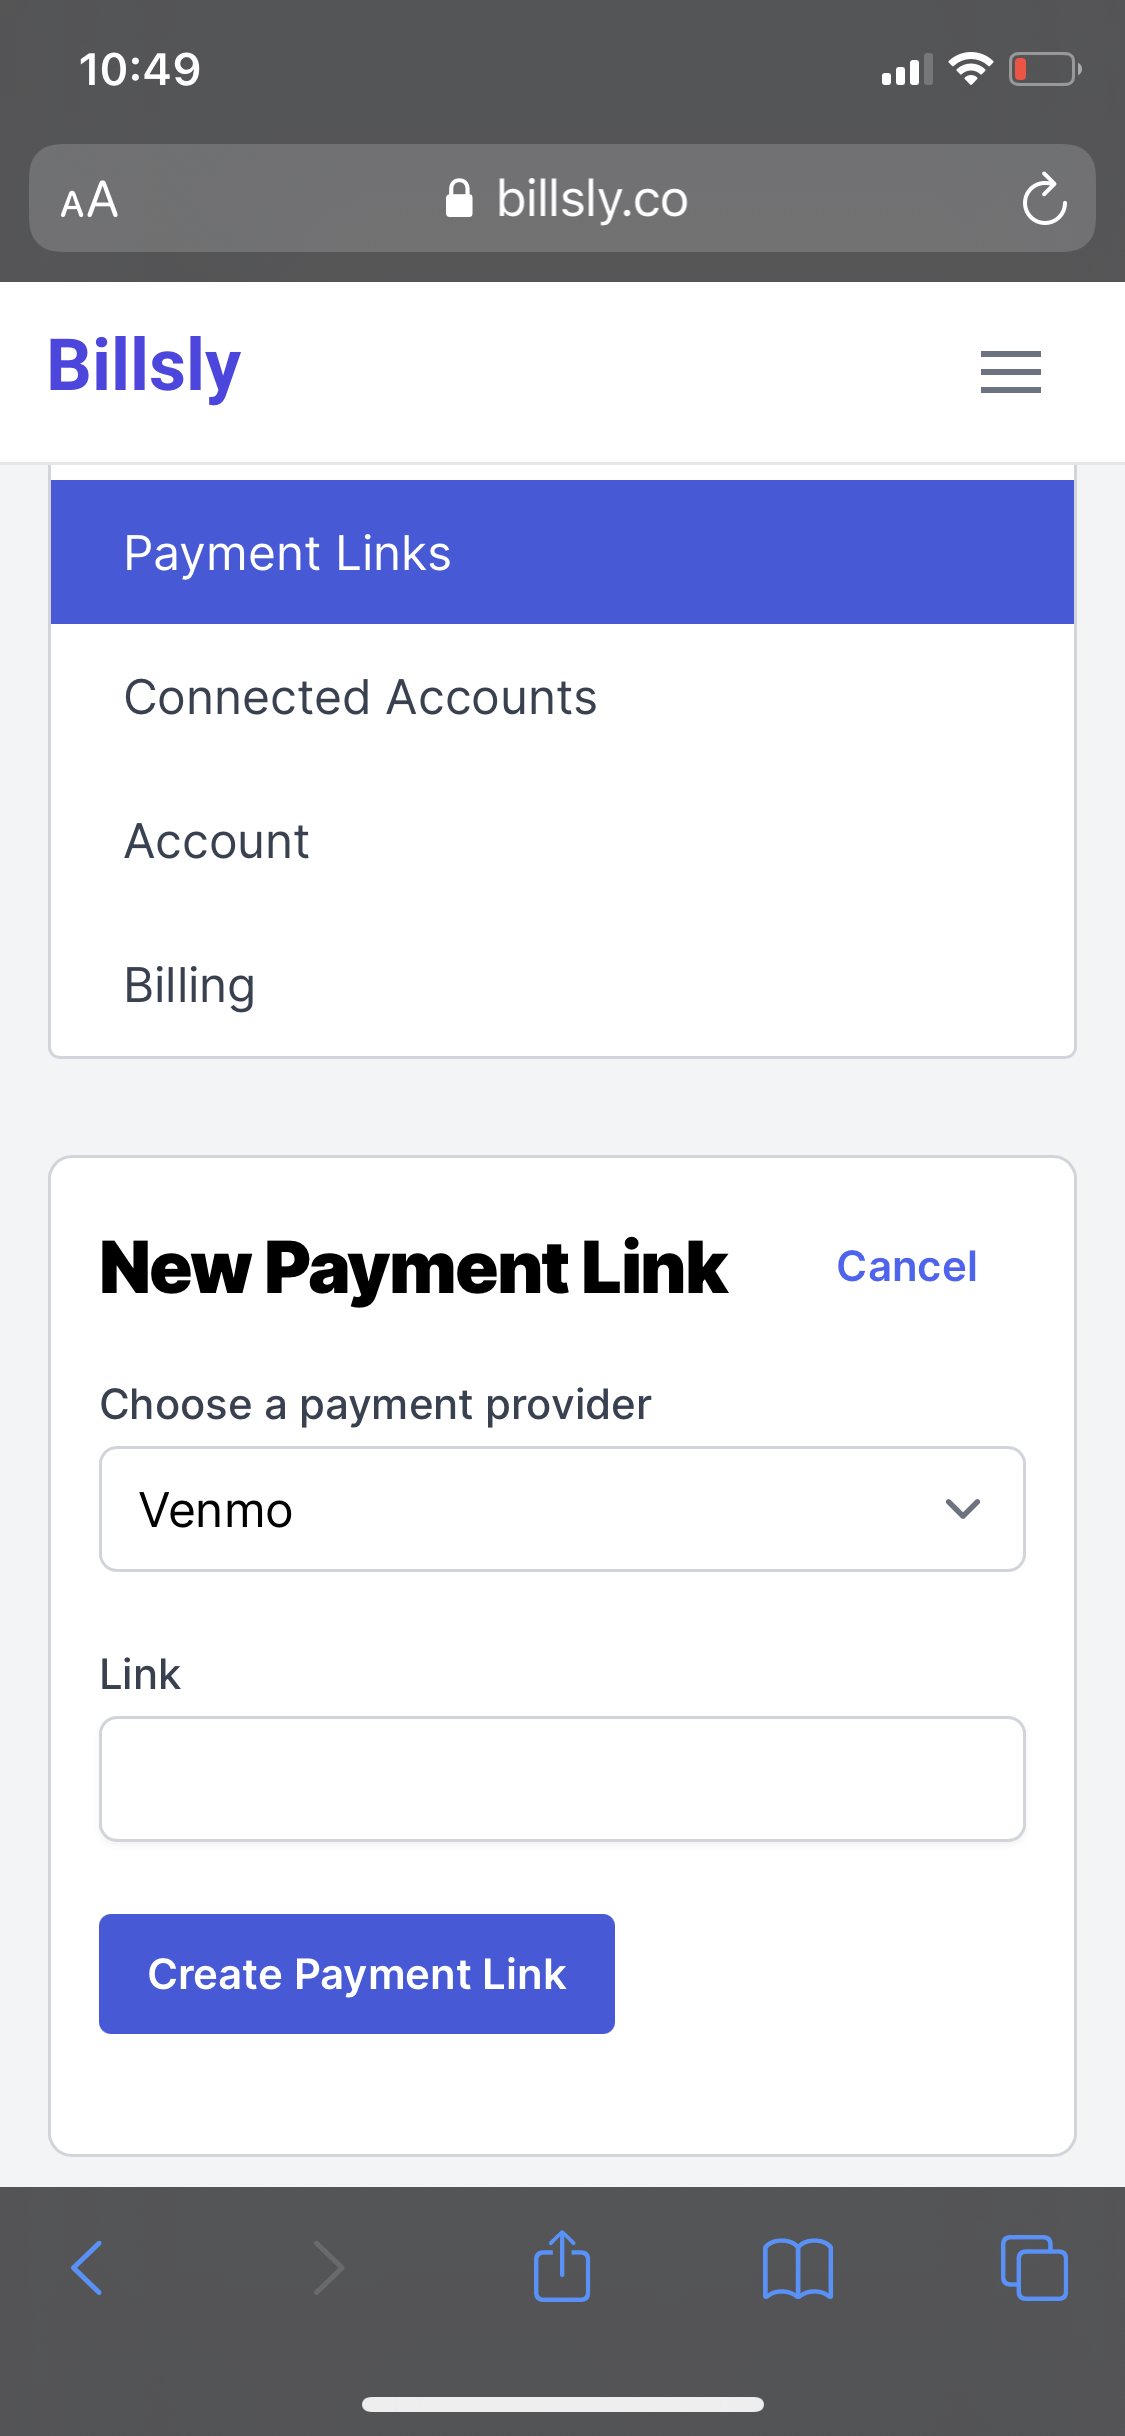 10:49
AA
billsly.co
Billsly
Payment Links
Connected Accounts
Account
Billing
New Payment Link
Cancel
Choose a payment provider
Venmo
Link
Create Payment Link